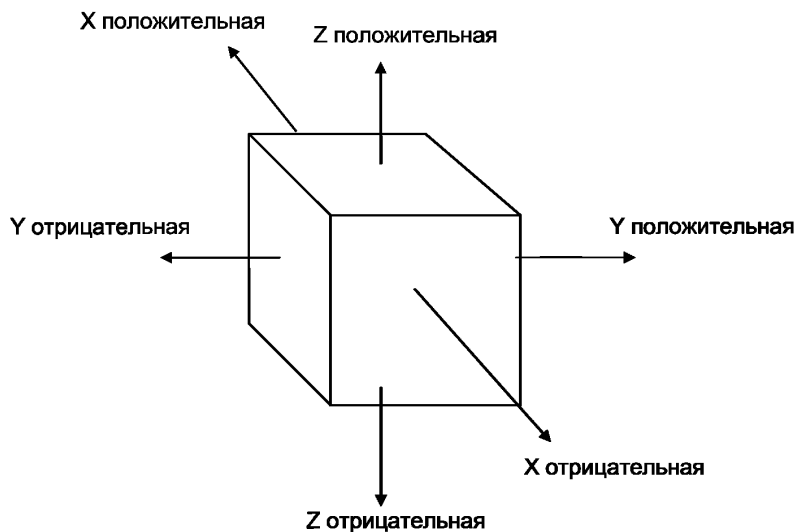 X положительная
Z положительная
Y отрицательная
Y положительная
X отрицательная
Z отрицательная